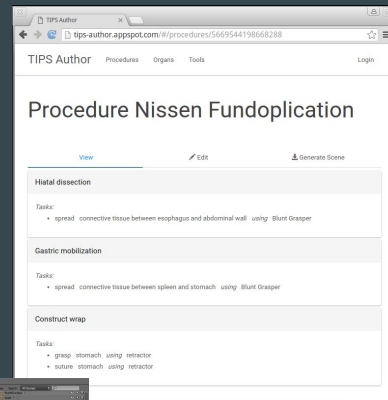 TIPS Author
tips-author.appspot.com/#/procedures/5669544198668288
TIPS Author Procedures Organs Tools Login
Procedure Nissen Fundoplication
View Edit Generate Scene
Hiatal dissection
Tasks:
• spread connective tissue between esophagus and abdominal wall using Blunt Grasper
Gastric mobilization
Tasks:
• spread connective tissue between spleen and stomach using Blunt Grasper
Construct wrap
Tasks:
• grasp stomach using retractor
• suture stomach using retractor